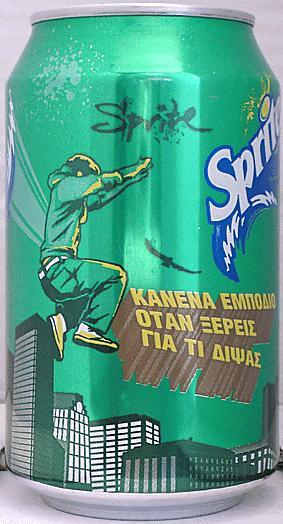 Sprite
Sprite
ΚΑΝΕΝΑ ΕΜΠΟΔΙΟ
ΟΤΑΝ ΞΕΡΕΙΣ
ΓΙΑ ΤΙ ΔΙΨΑΣ